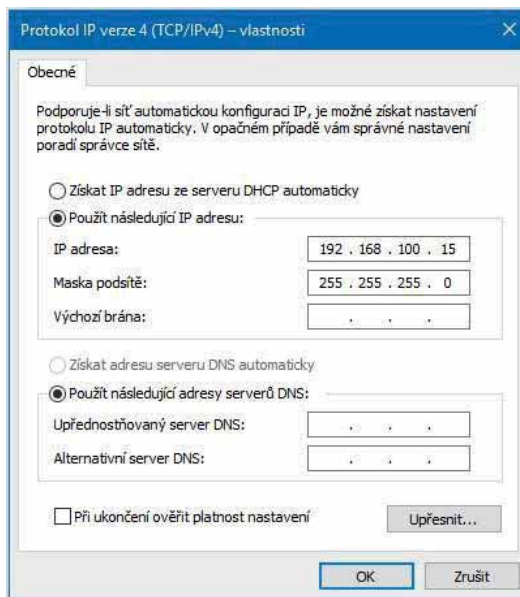 Protokol IP verze 4 (TCP/IPv4) – vlastnosti
Obecné
Podporuje-li síť automatickou konfiguraci IP, je možné získat nastavení
protokolu IP automaticky. V opačném případě vám správné nastavení
poradí správce sítě.
Získat IP adresu ze serveru DHCP automaticky
Použít následující IP adresu:
IP adresa: 192 . 168 . 100 . 15
Maska podsítě: 255 . 255 . 255 . 0
Výchozí brána: . . .
Získat adresu serveru DNS automaticky
Použít následující adresy serverů DNS:
Upřednostňovaný server DNS: . . .
Alternativní server DNS: . . .
Při ukončení ověřit platnost nastavení Upřesnit...
OK Zrušit